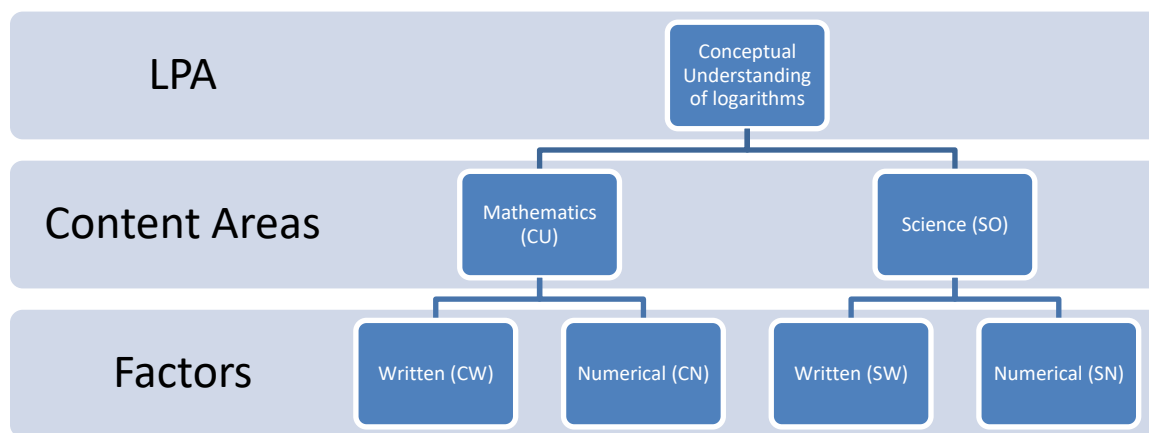 LPA
Conceptual
Understanding
of logarithms
Content Areas
Mathematics
(CU)
Science (SO)
Factors
Written (CW)
Numerical (CN)
Written (SW)
Numerical (SN)